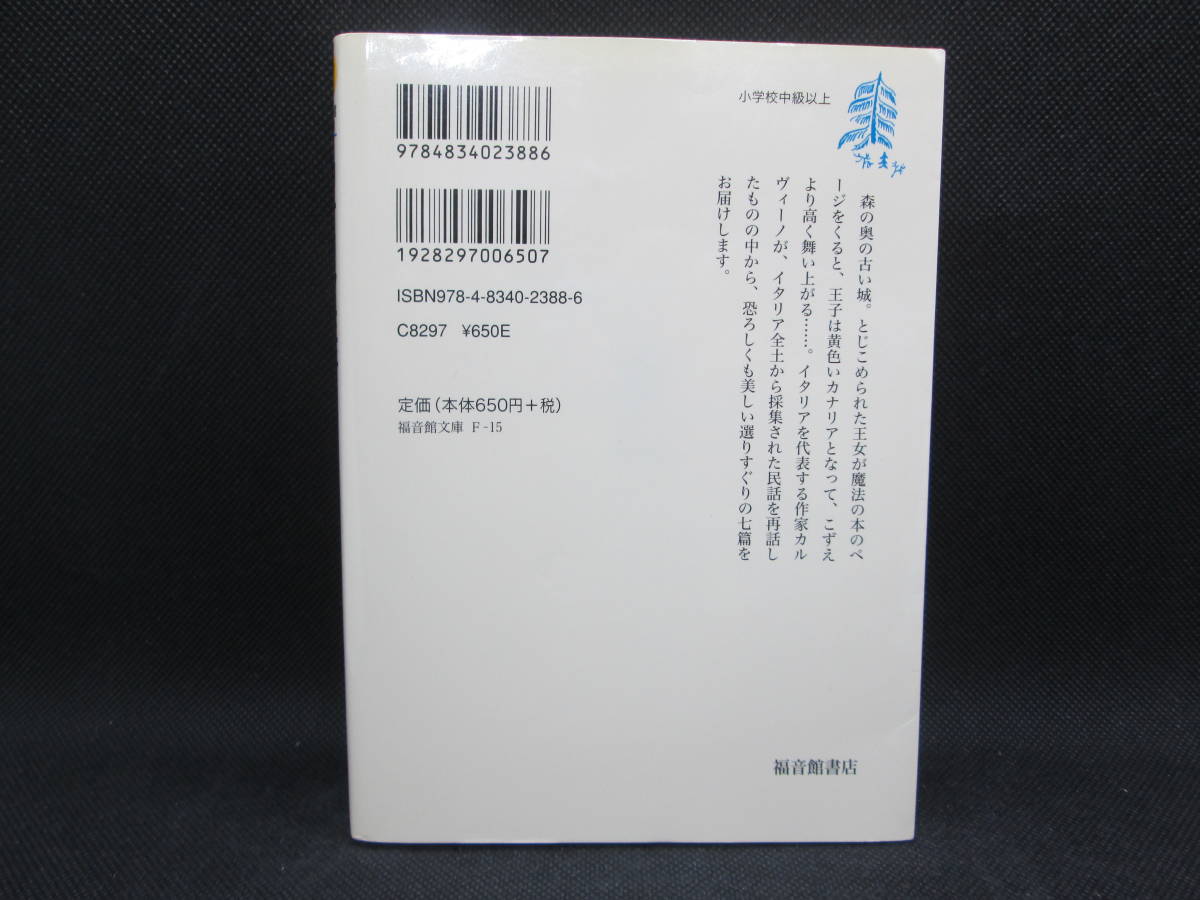 9784834023886
1928297006507
ISBN978-4-8340-2388-6
C8297 ¥650E
定価(本体650円+税)
福音館文庫 F-15
小学校中級以上
森の奥の古い城。とじこめられた王女が魔法の本のペ
ージをくると、王子は黄色いカナリアとなって、こずえ
より高く舞い上がる……。イタリアを代表する作家カル
ヴィーノが、イタリア全土から採集された民話を再話し
たものの中から、恐ろしくも美しい選りすぐりの七篇を
お届けします。
福音館書店